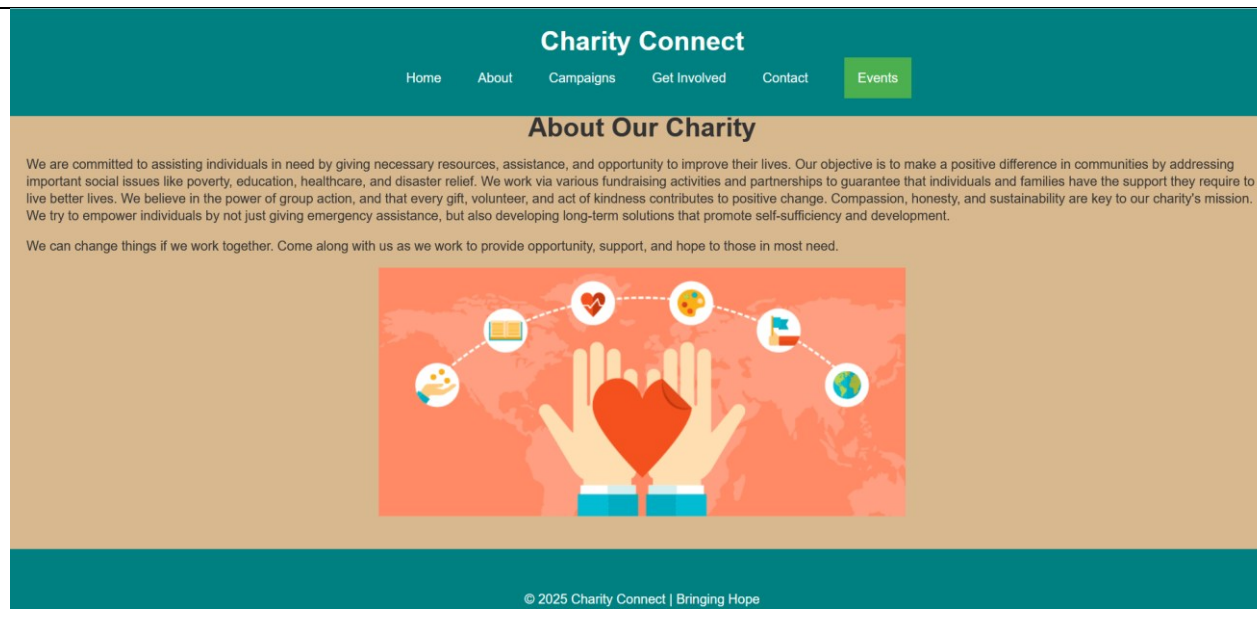 Charity Connect
Home About Campaigns Get Involved Contact Events
About Our Charity
We are committed to assisting individuals in need by giving necessary resources, assistance, and opportunity to improve their lives. Our objective is to make a positive difference in communities by addressing
important social issues like poverty, education, healthcare, and disaster relief. We work via various fundraising activities and partnerships to guarantee that individuals and families have the support they require to
live better lives. We believe in the power of group action, and that every gift, volunteer, and act of kindness contributes to positive change. Compassion, honesty, and sustainability are key to our charity's mission.
We try to empower individuals by not just giving emergency assistance, but also developing long-term solutions that promote self-sufficiency and development.
We can change things if we work together. Come along with us as we work to provide opportunity, support, and hope to those in most need.
© 2025 Charity Connect | Bringing Hope